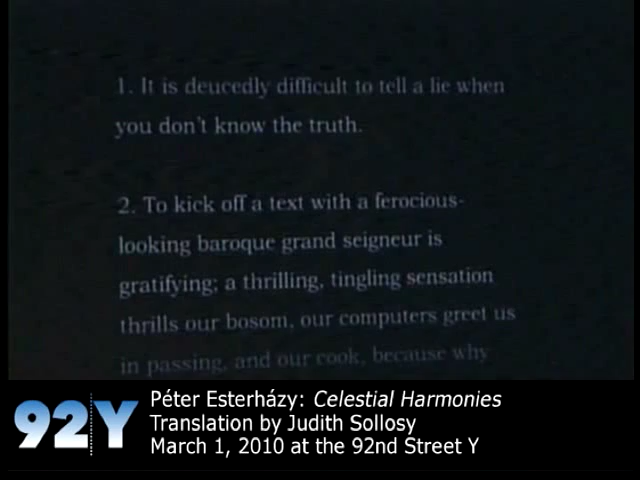 1. It is deucedly difficult to tell a lie when
you don't know the truth.
2. To kick off a text with a ferocious-
looking baroque grand seigneur is
gratifying; a thrilling, tingling sensation
thrills our bosom, our computers greet us
in passing, and our cook, because why
92Y
Péter Esterházy: Celestial Harmonies
Translation by Judith Sollosy
March 1, 2010 at the 92nd Street Y